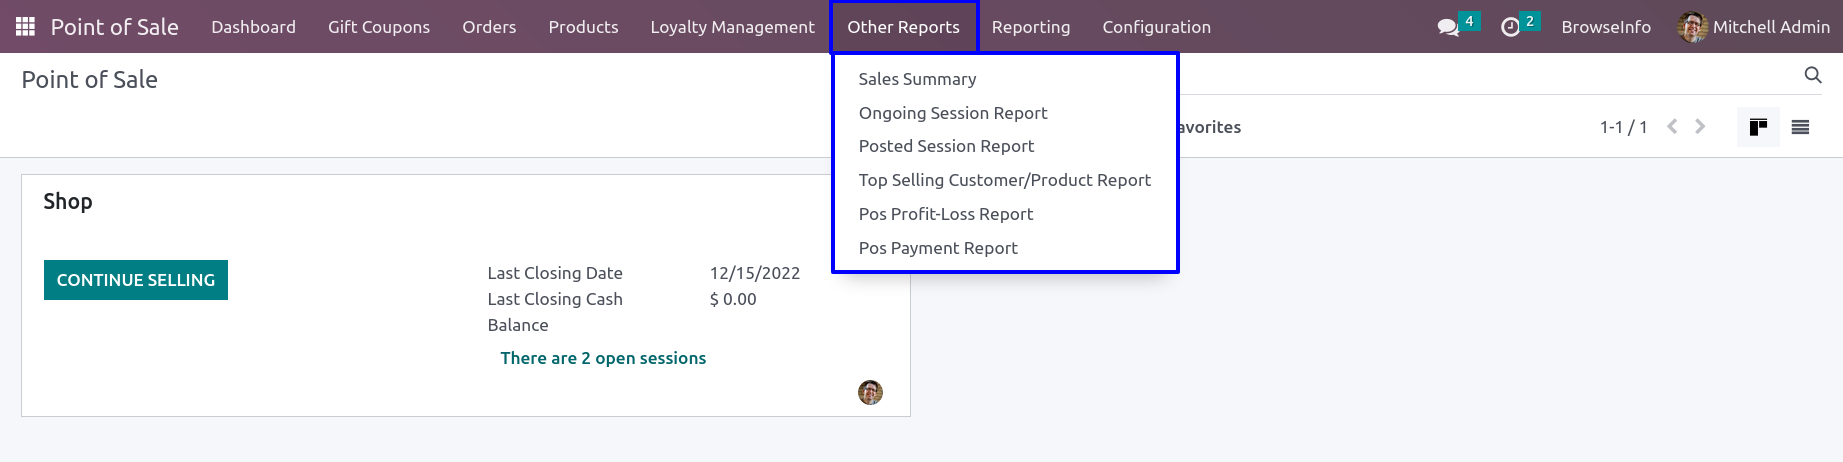 Point of Sale Dashboard Gift Coupons Orders Products Loyalty Management Other Reports Reporting Configuration 4 2 BrowseInfo Mitchell Admin
Point of Sale
Sales Summary
Ongoing Session Report
avorites
1-1 / 1
Posted Session Report
Top Selling Customer/Product Report
Pos Profit-Loss Report
Pos Payment Report
Shop
CONTINUE SELLING
Last Closing Date 12/15/2022
Last Closing Cash $ 0.00
Balance
There are 2 open sessions